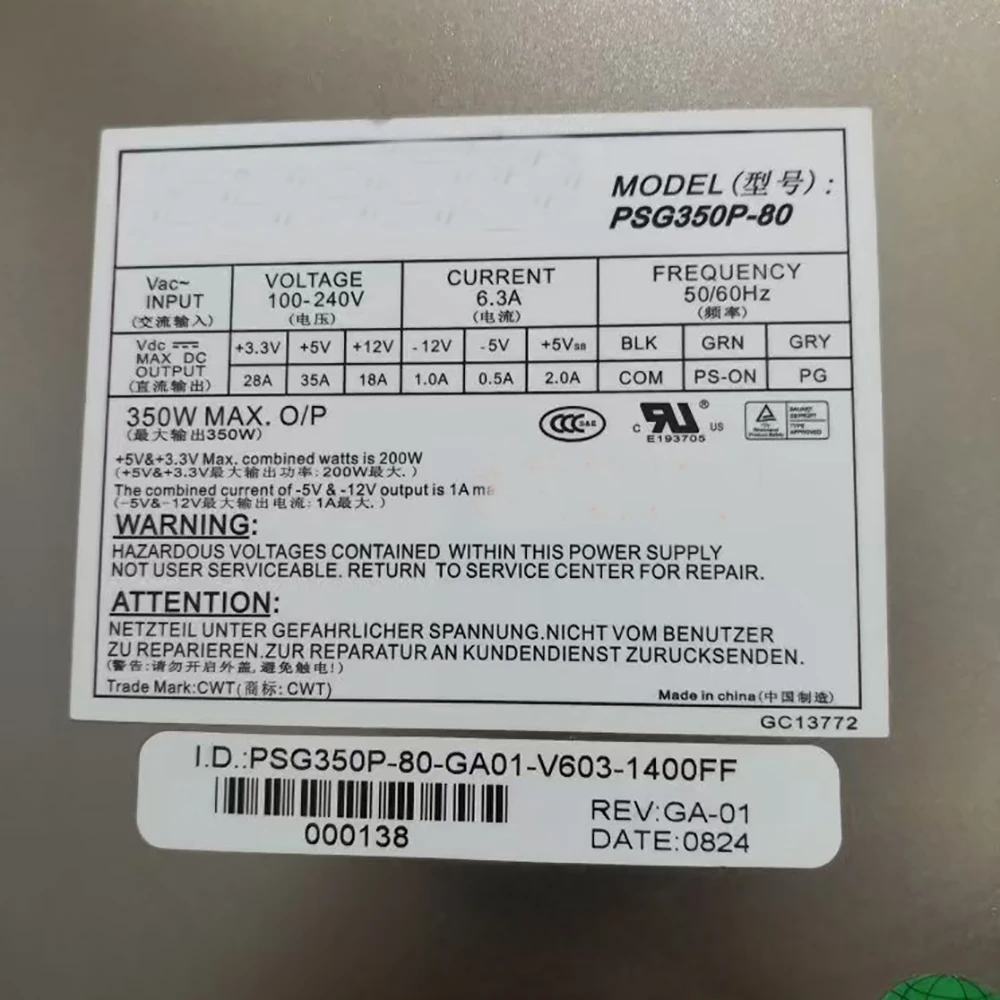 MODEL(型号):
PSG350P-80
Vac~ INPUT (交流输入)
VOLTAGE 100-240V (电压)
CURRENT 6.3A (电流)
FREQUENCY 50/60Hz (频率)
Vdc MAX DC OUTPUT (直流输出)
+3.3V +5V +12V -12V -5V +5VSB BLK GRN GRY
28A 35A 18A 1.0A 0.5A 2.0A COM PS-ON PG
350W MAX. O/P
(最大输出350W)
CCC S&E
c RU ® US
E193705
TYPE APPROVED
+5V&+3.3V Max. combined watts is 200W
(+5V&+3.3V最大输出功率:200W最大.)
The combined current of -5V & -12V output is 1A ma
(-5V&-12V最大输出电流:1A最大.)
WARNING:
HAZARDOUS VOLTAGES CONTAINED WITHIN THIS POWER SUPPLY
NOT USER SERVICEABLE. RETURN TO SERVICE CENTER FOR REPAIR.
ATTENTION:
NETZTEIL UNTER GEFAHRLICHER SPANNUNG.NICHT VOM BENUTZER
ZU REPARIEREN.ZUR REPARATUR AN KUNDENDIENST ZURUCKSENDEN.
(警告:请勿开启外盖,避免触电!)
Trade Mark:CWT(商标:CWT)
Made in china(中国制造)
GC13772
I.D.:PSG350P-80-GA01-V603-1400FF
000138
REV:GA-01
DATE:0824